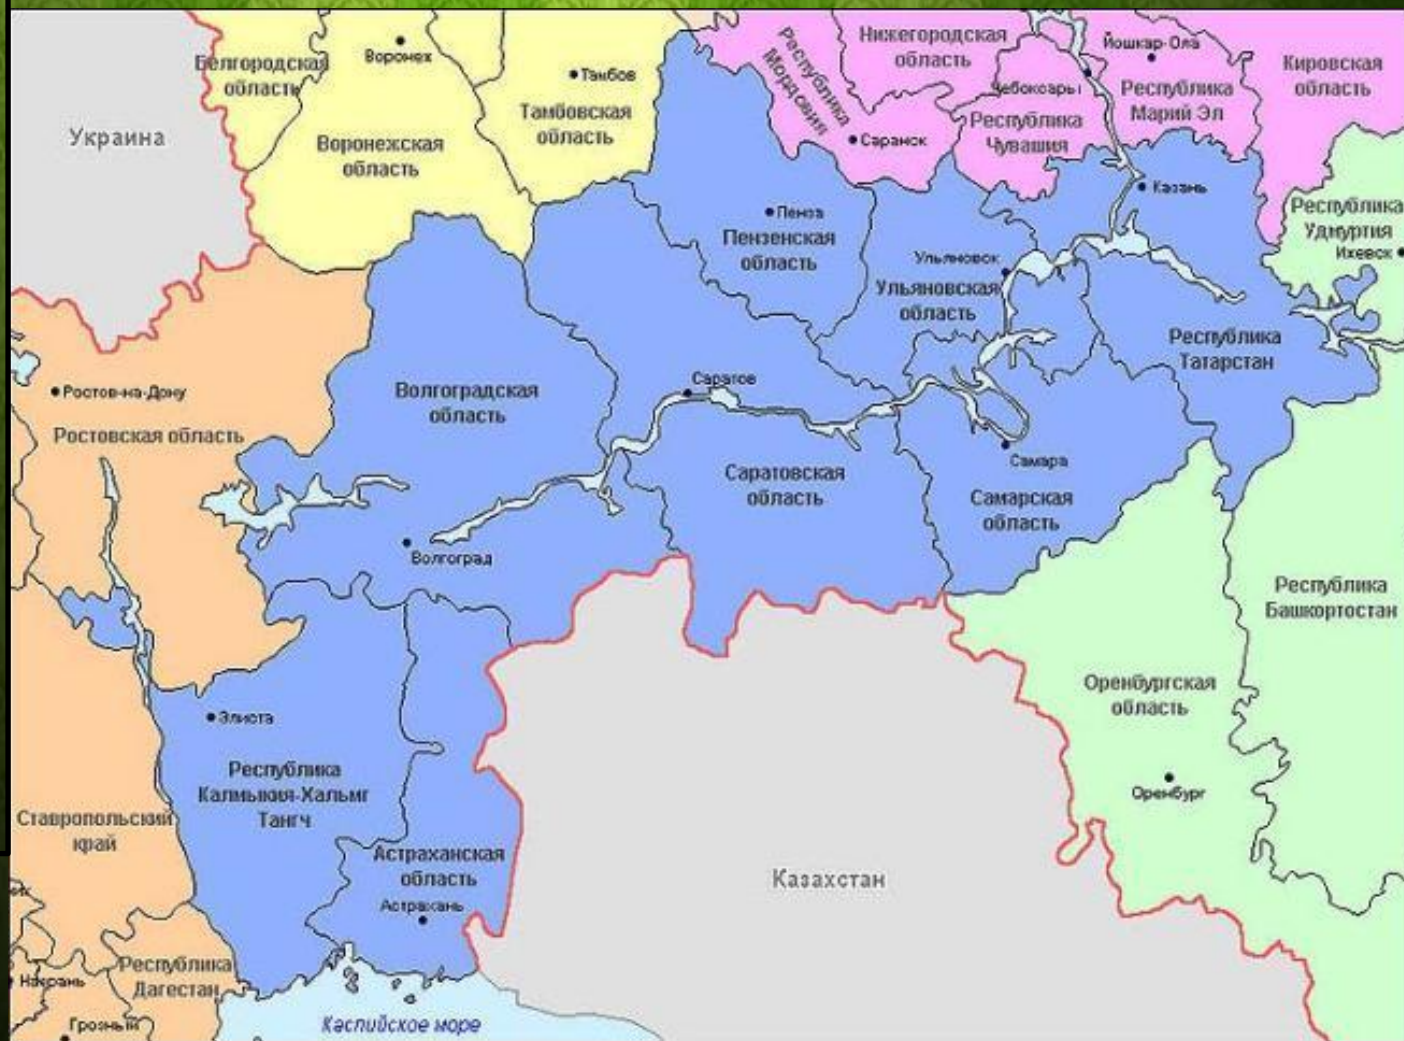 Белгородская
область
Воронеж
Воронежская
область
Тамбов
Тамбовская
область
Республика
Мордовия
Саранск
Нижегородская
область
Чебоксары
Республика
Чувашия
Йошкар-Ола
Республика
Марий Эл
Кировская
область
Украина
Пенза
Пензенская
область
Казань
Республика
Удмуртия
Ижевск
Ульяновск
Ульяновская
область
Республика
Татарстан
Ростов-на-Дону
Ростовская область
Волгоградская
область
Саратов
Саратовская
область
Самара
Самарская
область
Волгоград
Республика
Башкортостан
Оренбургская
область
Оренбург
Элиста
Республика
Калмыкия-Хальмг
Тангч
Ставропольский
край
Астраханская
область
Астрахань
Казахстан
Республика
Дагестан
Назрань
Грозный
Каспийское море